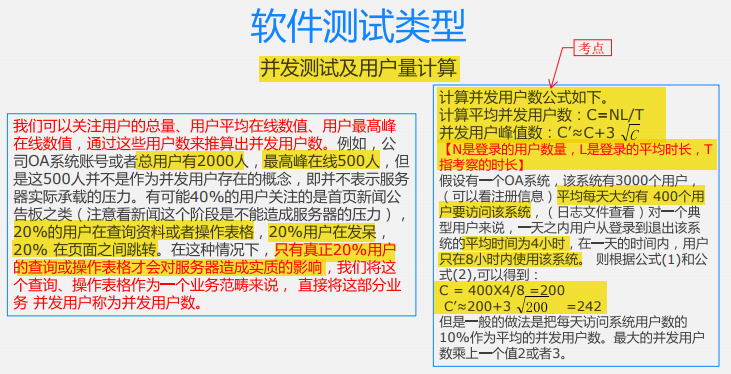 软件测试类型
考点
并发测试及用户量计算
我们可以关注用户的总量、用户平均在线数值、用户最高峰
在线数值，通过这些用户数来推算出并发用户数。例如，公
司OA系统账号或者总用户有2000人，最高峰在线500人，但
是这500人并不是作为并发用户存在的概念，即并不表示服务
器实际承载的压力。有可能40%的用户关注的是首页新闻公
告板之类（注意看新闻这个阶段是不能造成服务器的压力），
20%的用户在查询资料或者操作表格，20%用户在发呆，
20% 在页面之间跳转。在这种情况下，只有真正20%用户
的查询或操作表格才会对服务器造成实质的影响，我们将这
个查询、操作表格作为一个业务范畴来说， 直接将这部分业
务 并发用户称为并发用户数。
计算并发用户数公式如下。
计算平均并发用户数：C=NL/T
并发用户峰值数：C’≈C+3 √C
【N是登录的用户数量，L是登录的平均时长，T
指考察的时长】
假设有一个OA系统，该系统有3000个用户，
（可以看注册信息）平均每天大约有 400个用
户要访问该系统，（日志文件查看）对一个典
型用户来说，一天之内用户从登录到退出该系
统的平均时间为4小时，在一天的时间内，用户
只在8小时内使用该系统。 则根据公式(1)和公
式(2),可以得到：
C = 400X4/8 =200
C’≈200+3 √200 =242
但是一般的做法是把每天访问系统用户数的
10%作为平均的并发用户数。最大的并发用户
数乘上一个值2或者3。